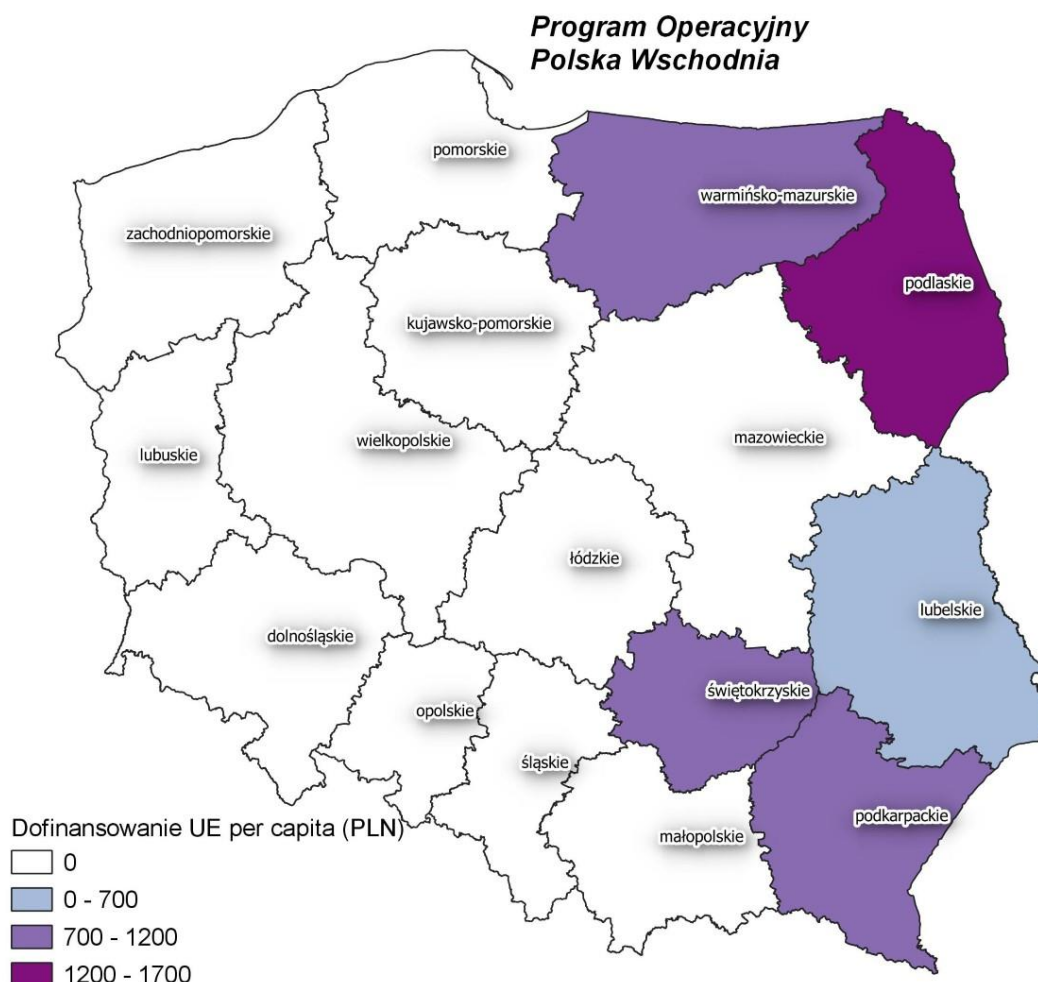 Program Operacyjny
Polska Wschodnia
pomorskie
warmińsko-mazurskie
zachodniopomorskie
podlaskie
kujawsko-pomorskie
mazowieckie
wielkopolskie
lubuskie
łódzkie
lubelskie
dolnośląskie
świętokrzyskie
opolskie
śląskie
podkarpackie
małopolskie
Dofinansowanie UE per capita (PLN)
0
0 - 700
700 - 1200
1200 - 1700